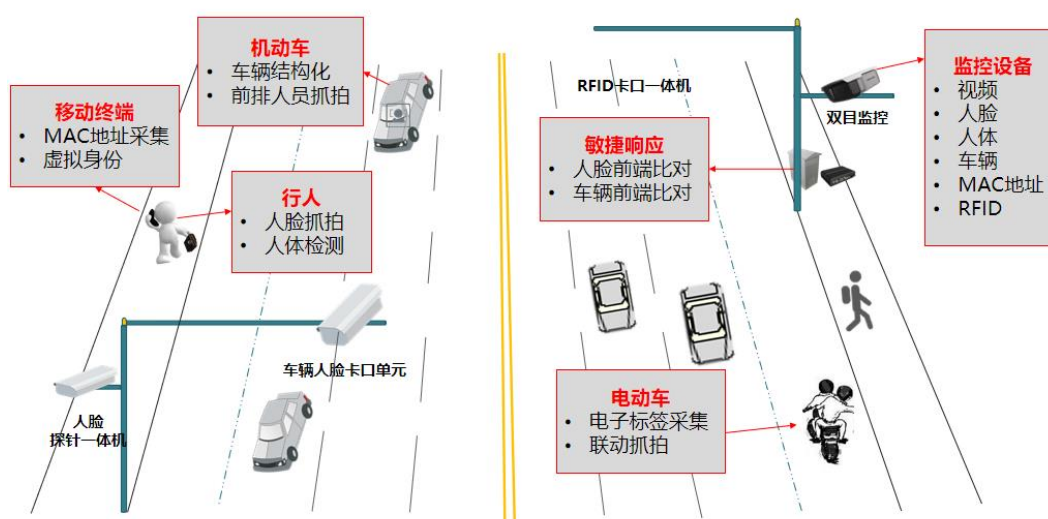 机动车
• 车辆结构化
• 前排人员抓拍
移动终端
• MAC地址采集
• 虚拟身份
行人
• 人脸抓拍
• 人体检测
车辆人脸卡口单元
人脸
探针一体机
RFID卡口一体机
双目监控
监控设备
• 视频
• 人脸
• 人体
• 车辆
• MAC地址
• RFID
敏捷响应
• 人脸前端比对
• 车辆前端比对
电动车
• 电子标签采集
• 联动抓拍